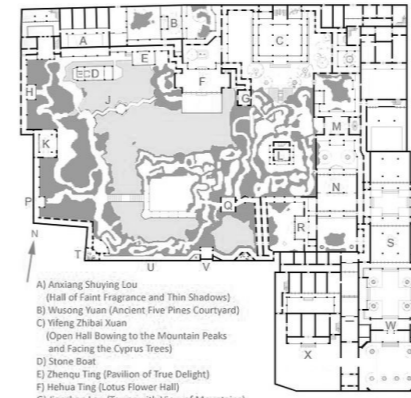 A
B
C
D
E
F
G
H
J
K
L
M
N
P
Q
R
S
T
U
V
W
X
N
A) Anxiang Shuying Lou
(Hall of Faint Fragrance and Thin Shadows)
B) Wusong Yuan (Ancient Five Pines Courtyard)
C) Yifeng Zhibai Xuan
(Open Hall Bowing to the Mountain Peaks
and Facing the Cyprus Trees)
D) Stone Boat
E) Zhenqu Ting (Pavilion of True Delight)
F) Hehua Ting (Lotus Flower Hall)